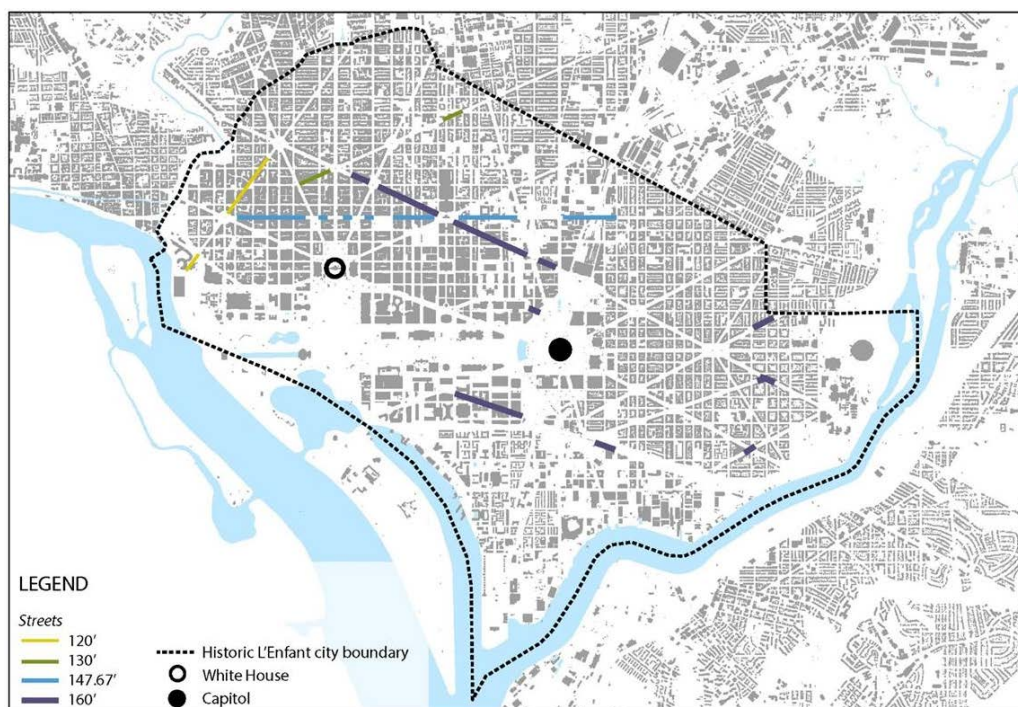 LEGEND
Streets
120’
130’
147.67’
160’
Historic L’Enfant city boundary
White House
Capitol